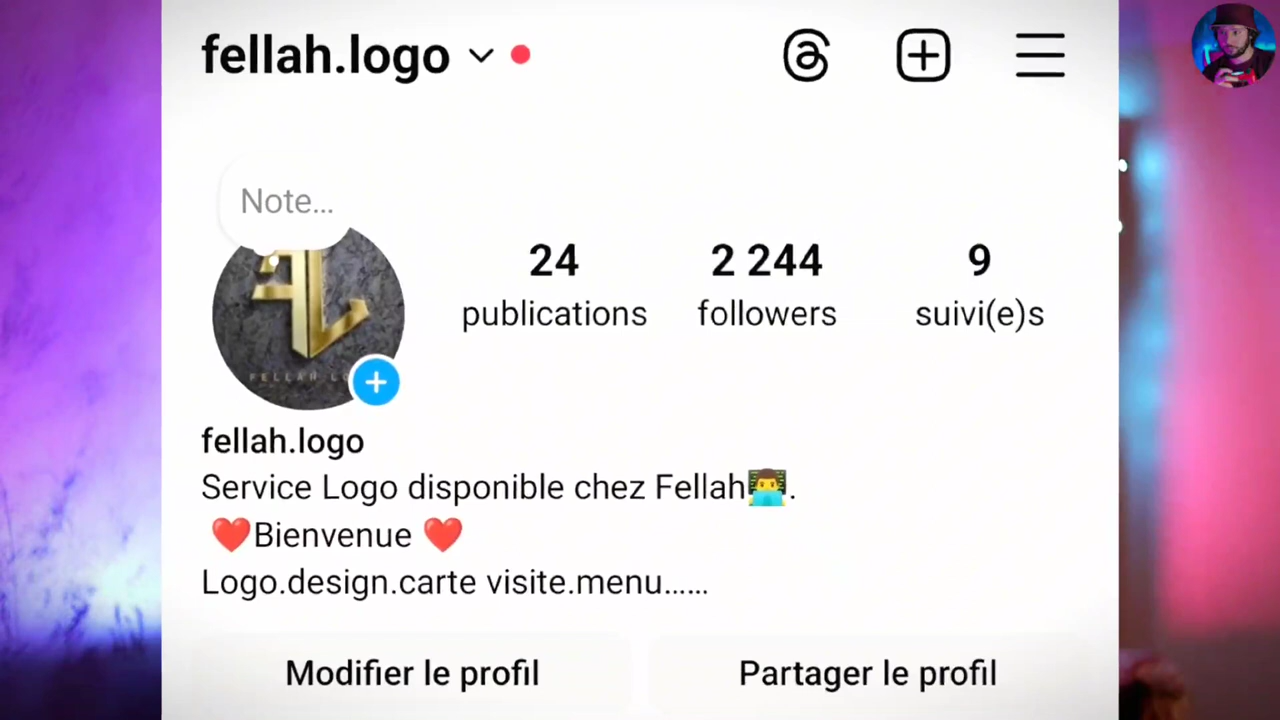 fellah.logo
Note...
24
2 244
9
publications
followers
suivi(e)s
fellah.logo
Service Logo disponible chez Fellah👨‍💻.
❤️Bienvenue ❤️
Logo.design.carte visite.menu......
Modifier le profil
Partager le profil